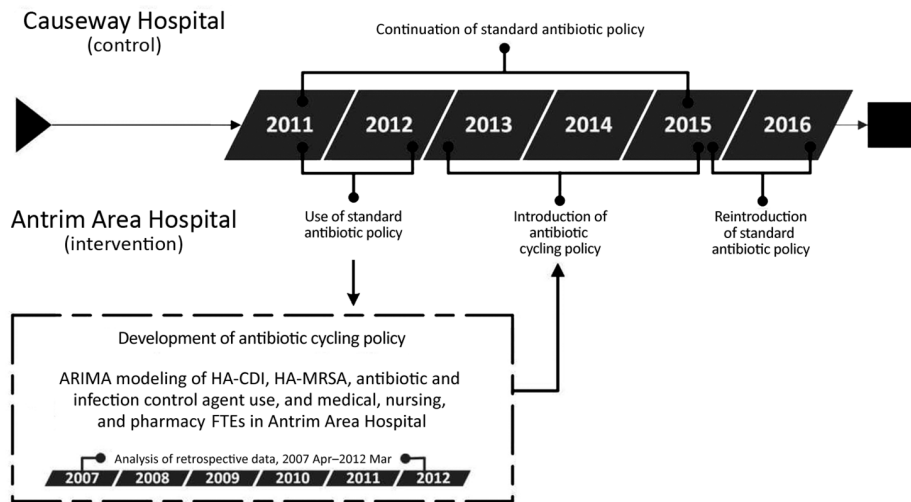 Causeway Hospital
(control)
Continuation of standard antibiotic policy
2011 2012 2013 2014 2015 2016
Antrim Area Hospital
(intervention)
Use of standard
antibiotic policy
Introduction of
antibiotic
cycling policy
Reintroduction
of standard
antibiotic policy
Development of antibiotic cycling policy
ARIMA modeling of HA-CDI, HA-MRSA, antibiotic and
infection control agent use, and medical, nursing,
and pharmacy FTEs in Antrim Area Hospital
Analysis of retrospective data, 2007 Apr–2012 Mar
2007 2008 2009 2010 2011 2012